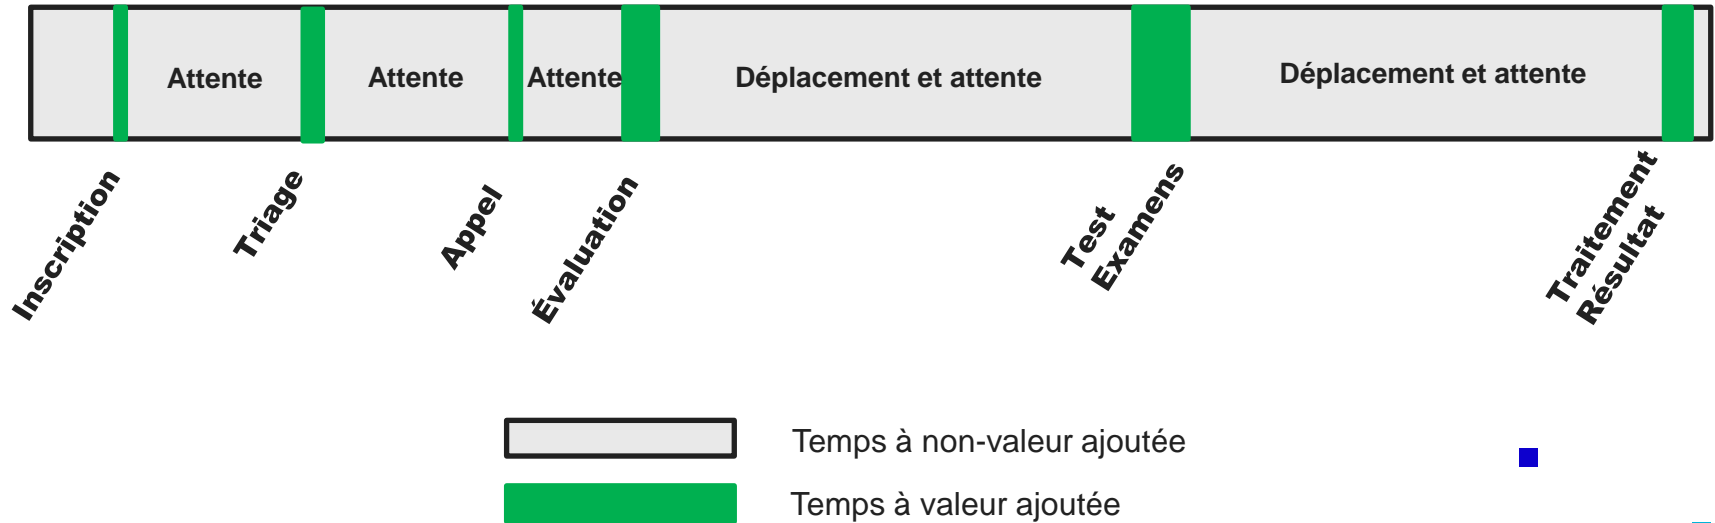 Attente
Attente
Attente
Déplacement et attente
Déplacement et attente
Inscription
Triage
Appel
Évaluation
Test
Examens
Traitement
Résultat
Temps à non-valeur ajoutée
Temps à valeur ajoutée